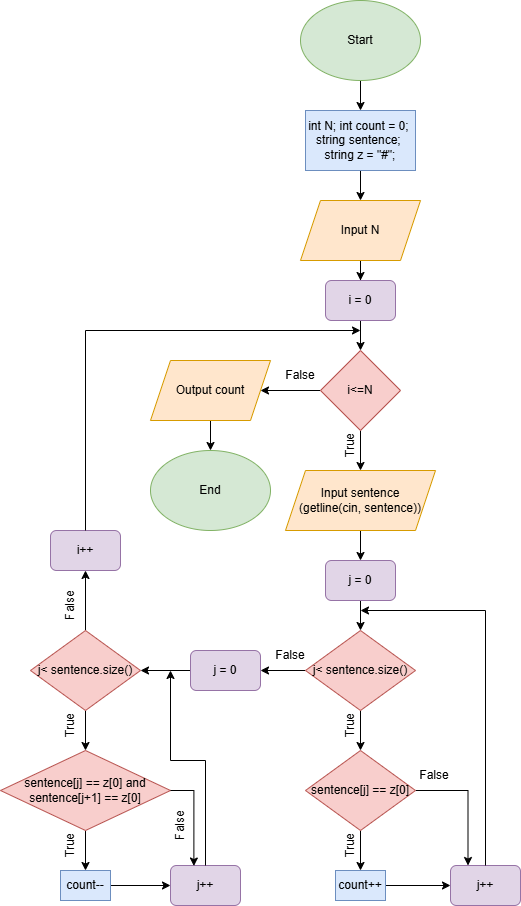 Start
int N; int count = 0;
string sentence;
string z = "#";
Input N
i = 0
i<=N
False
Output count
End
True
Input sentence
(getline(cin, sentence))
j = 0
j< sentence.size()
False
j = 0
True
sentence[j] == z[0]
False
True
count++
j++
j< sentence.size()
False
i++
True
sentence[j] == z[0] and
sentence[j+1] == z[0]
False
True
count--
j++